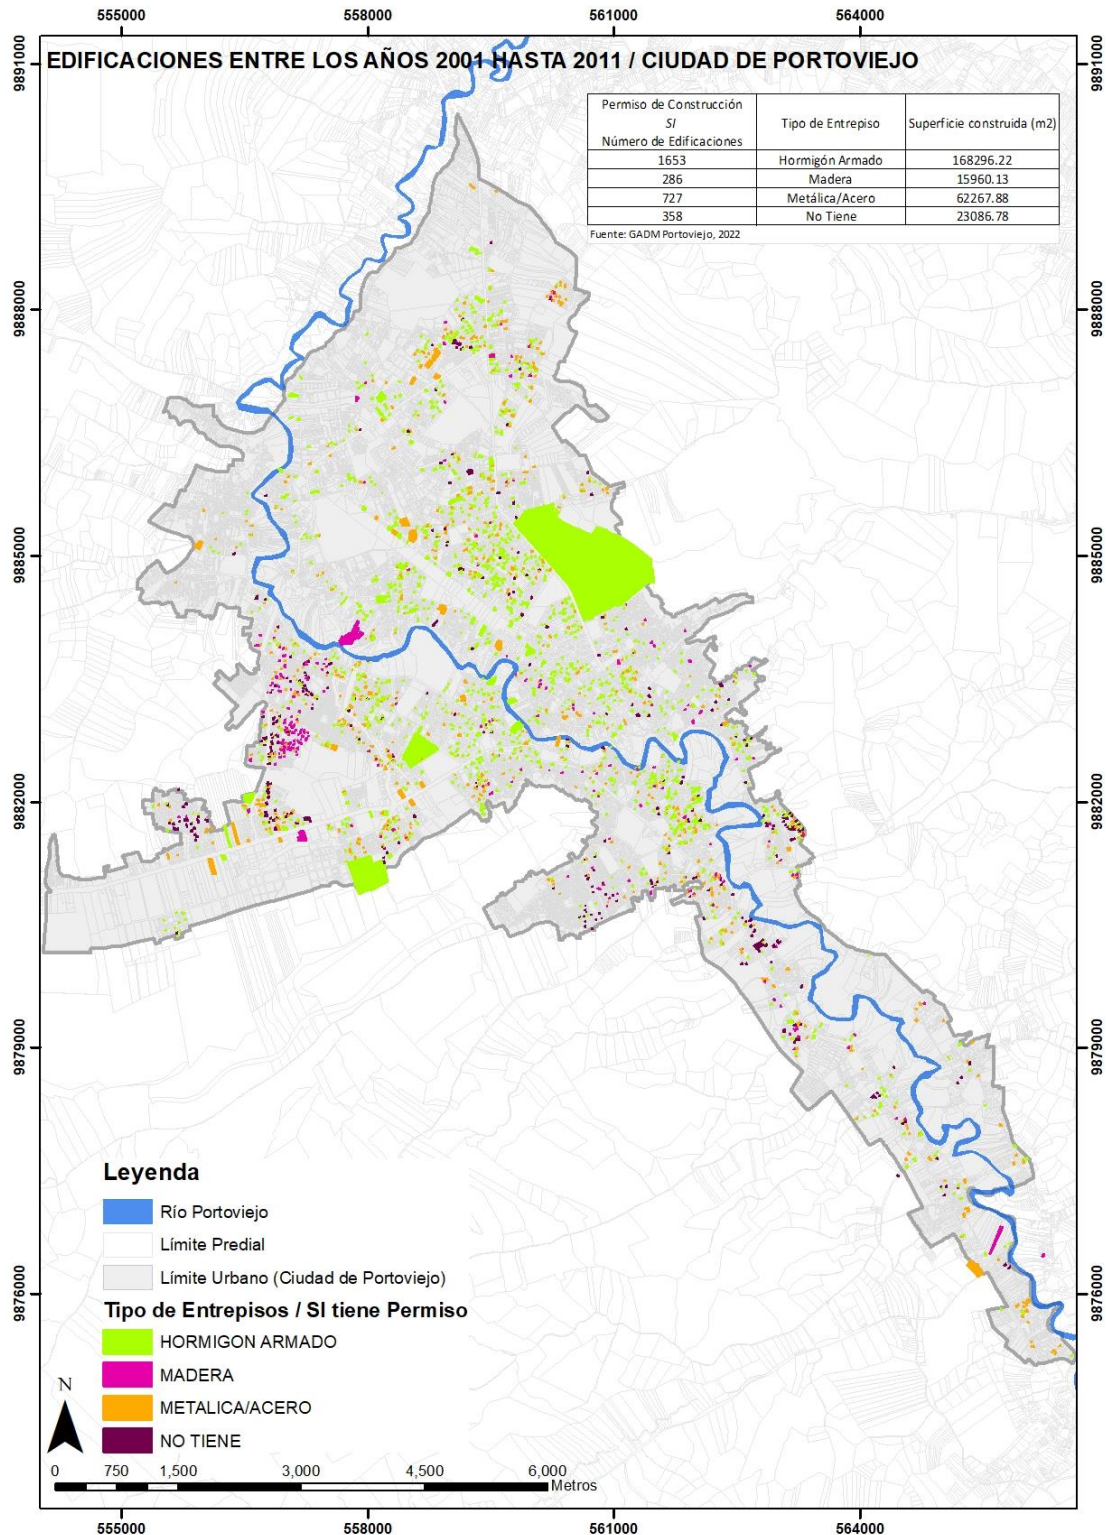 555000 558000 561000 564000
EDIFICACIONES ENTRE LOS AÑOS 2001 HASTA 2011 / CIUDAD DE PORTOVIEJO
9891000 9891000
Permiso de Construcción
SI
Número de Edificaciones
Tipo de Entrepiso
Superficie construida (m2)
1653 Hormigón Armado 168296.22
286 Madera 15960.13
727 Metálica/Acero 62267.88
358 No Tiene 23086.78
Fuente: GADM Portoviejo, 2022
9888000 9888000
9885000 9885000
9882000 9882000
9879000 9879000
Leyenda
Río Portoviejo
Límite Predial
Límite Urbano (Ciudad de Portoviejo)
9876000 9876000
Tipo de Entrepisos / SI tiene Permiso
HORMIGON ARMADO
MADERA
METALICA/ACERO
NO TIENE
N
0 750 1,500 3,000 4,500 6,000
Metros
555000 558000 561000 564000